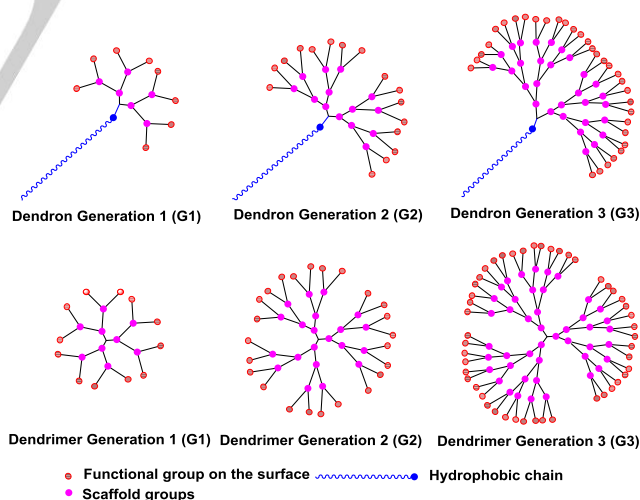 Dendron Generation 1 (G1) Dendron Generation 2 (G2) Dendron Generation 3 (G3)
Dendrimer Generation 1 (G1) Dendrimer Generation 2 (G2) Dendrimer Generation 3 (G3)
Functional group on the surface Hydrophobic chain
Scaffold groups